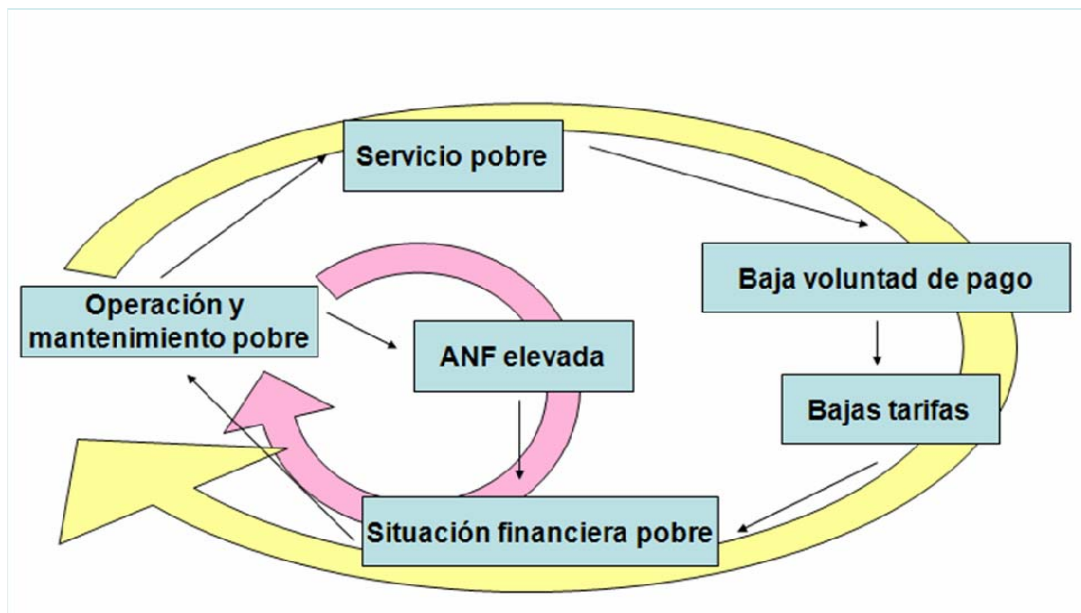 Servicio pobre
Baja voluntad de pago
Operación y
mantenimiento pobre
ANF elevada
Bajas tarifas
Situación financiera pobre